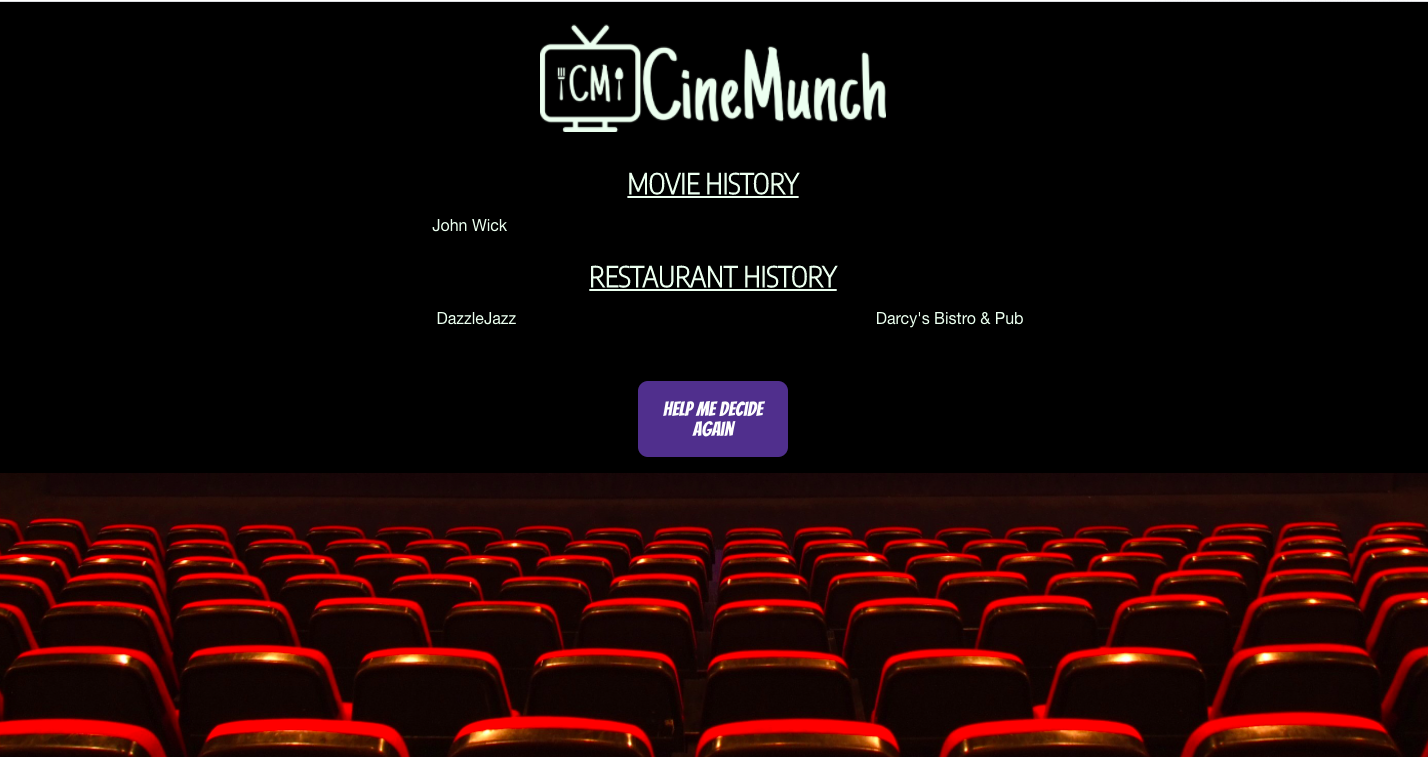 CM
CineMunch
MOVIE HISTORY
John Wick
RESTAURANT HISTORY
DazzleJazz
Darcy's Bistro & Pub
HELP ME DECIDE
AGAIN